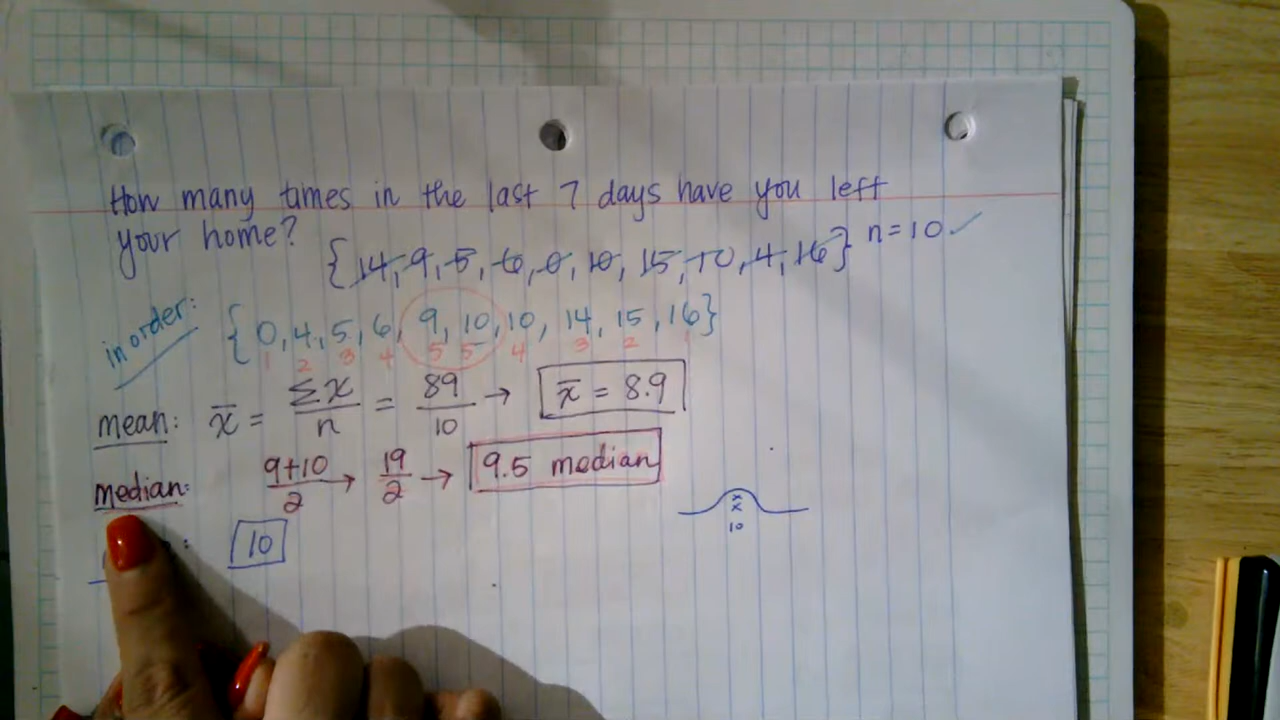 How many times in the last 7 days have you left
your home?
{14, 9, 5, 6, 0, 10, 15, 10, 4, 16} n=10 ✓
in order: {0, 4, 5, 6, 9, 10, 10, 14, 15, 16}
1 2 3 4 5 5 4 3 2 1
mean: x̄ = Σx/n = 89/10 → x̄ = 8.9
median: 9+10/2 → 19/2 → 9.5 median
x
x
10
: 10